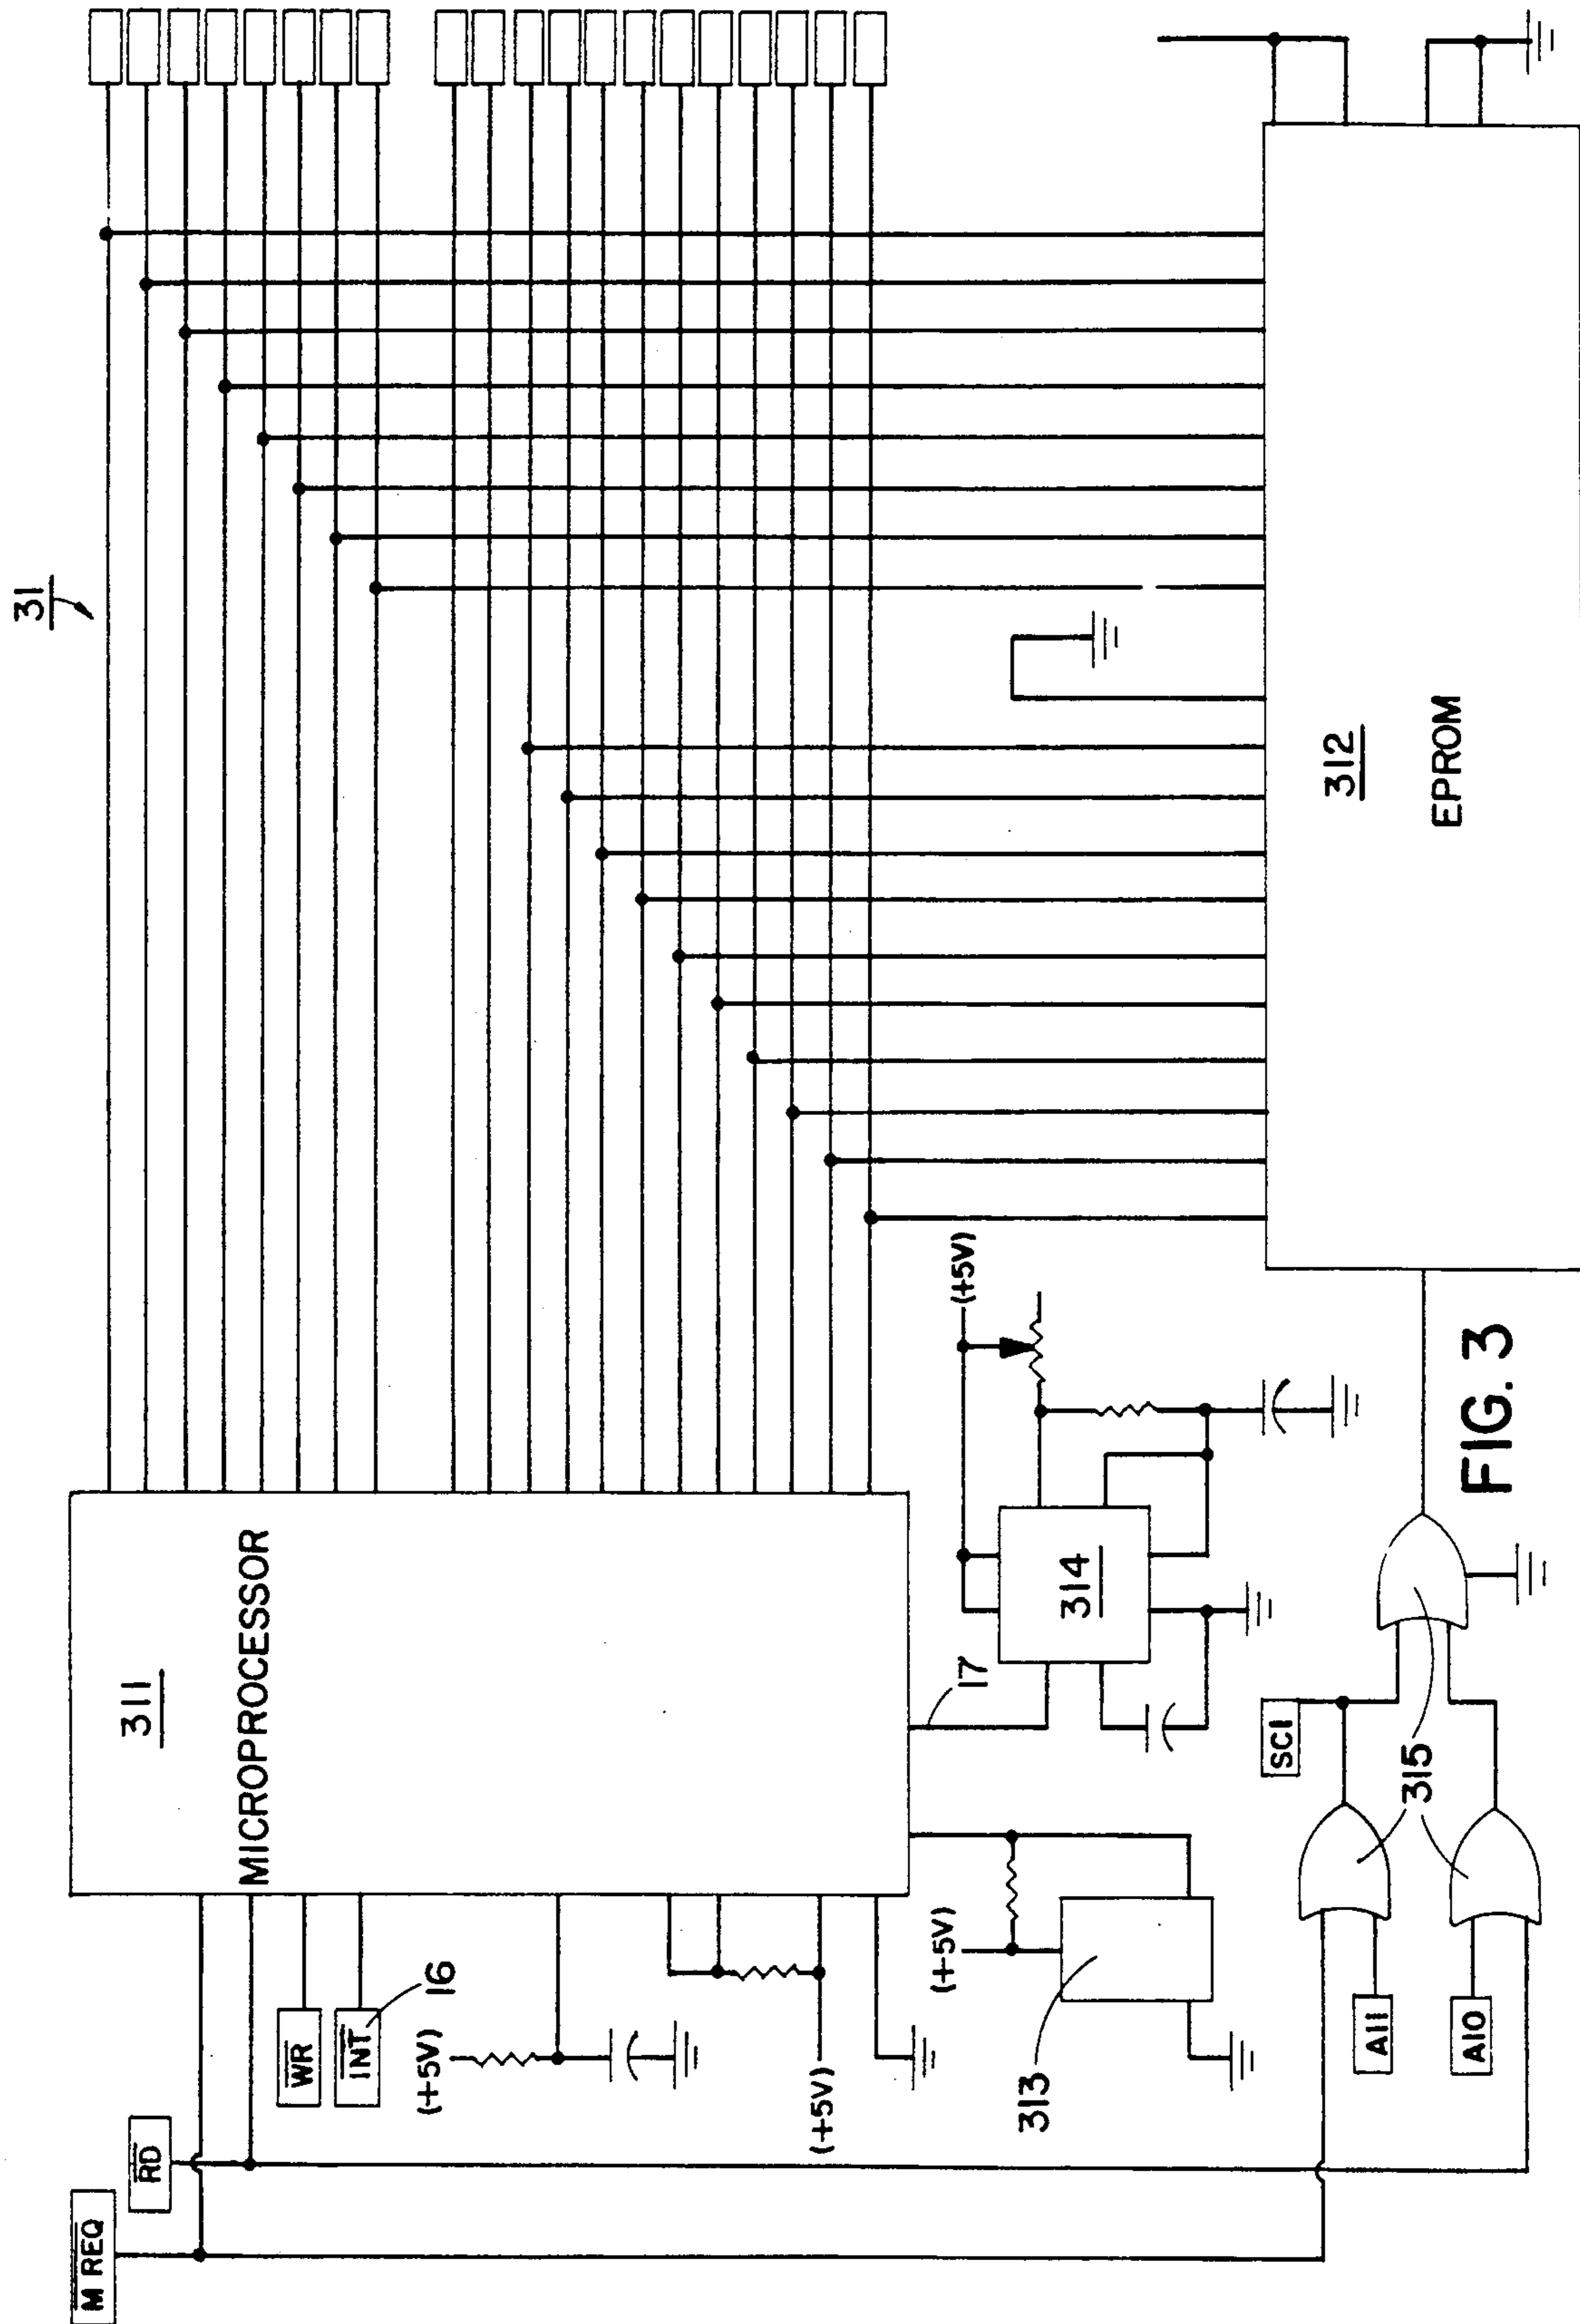 31
311
MICROPROCESSOR
M REQ
RD
WR
INT
16
(+5V)
(+5V)
(+5V)
313
17
314
(+5V)
312
EPROM
SC1
A11
A10
315
FIG. 3